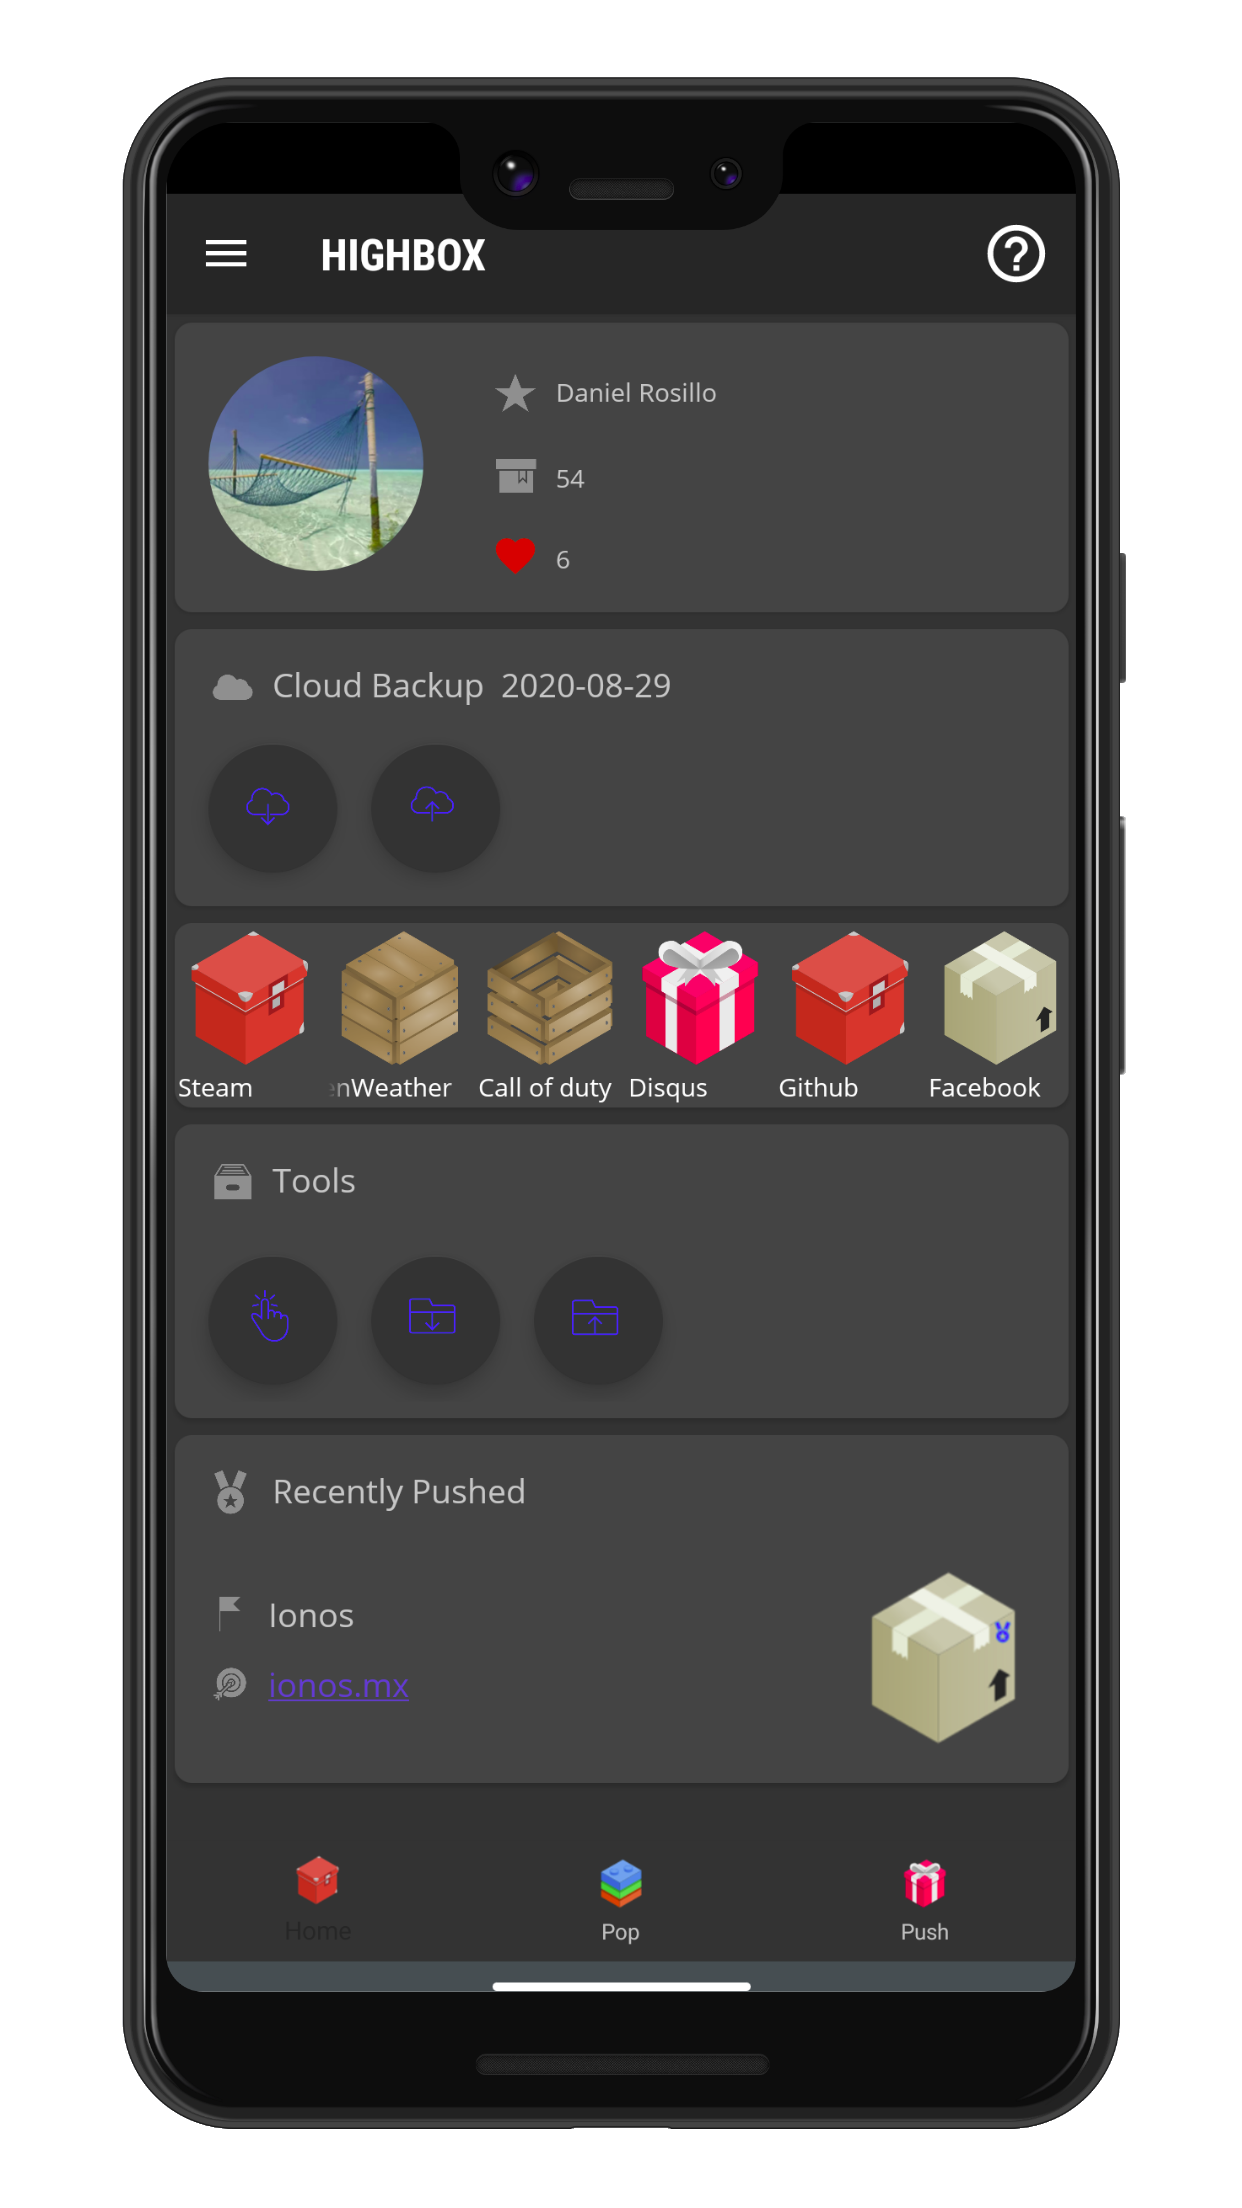 HIGHBOX
Daniel Rosillo
54
6
Cloud Backup 2020-08-29
Steam
enWeather
Call of duty
Disqus
Github
Facebook
Tools
Recently Pushed
Ionos
ionos.mx
Home
Pop
Push